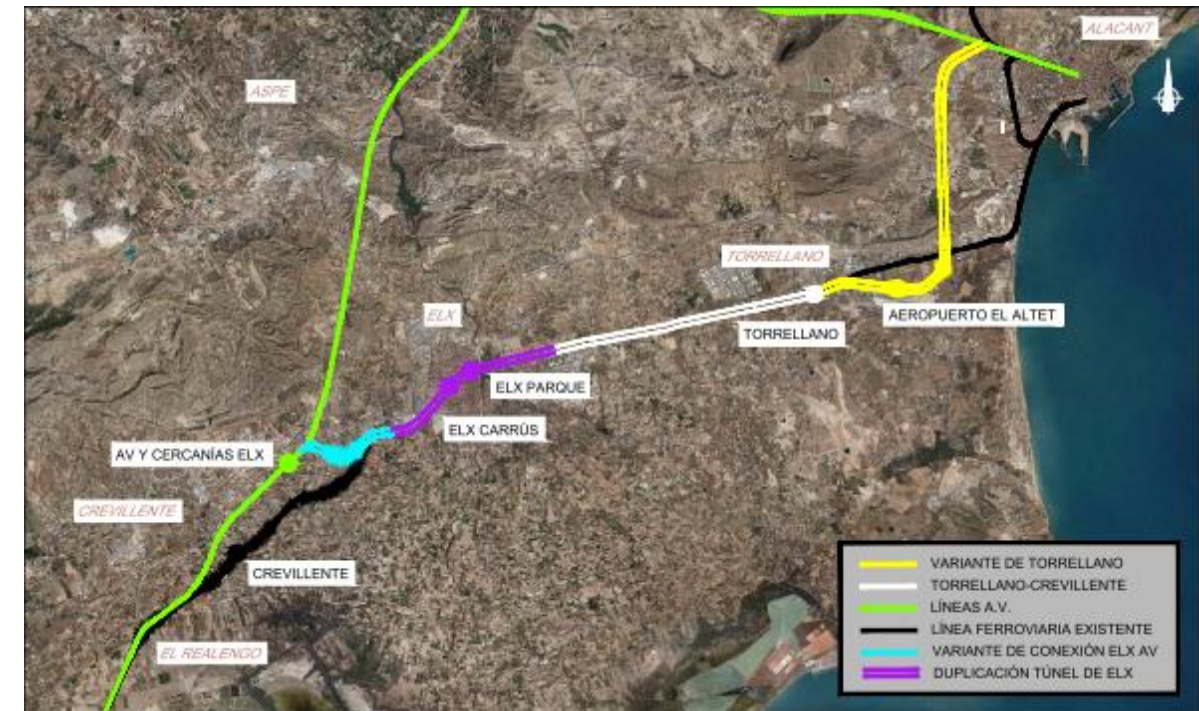 ALACANT
ASPE
TORRELLANO
AEROPUERTO EL ALTET
ELX
TORRELLANO
ELX PARQUE
ELX CARRÚS
AV Y CERCANÍAS ELX
CREVILLENTE
CREVILLENTE
EL REALENGO
VARIANTE DE TORRELLANO
TORRELLANO-CREVILLENTE
LÍNEAS A.V.
LÍNEA FERROVIARIA EXISTENTE
VARIANTE DE CONEXIÓN ELX AV
DUPLICACIÓN TÚNEL DE ELX